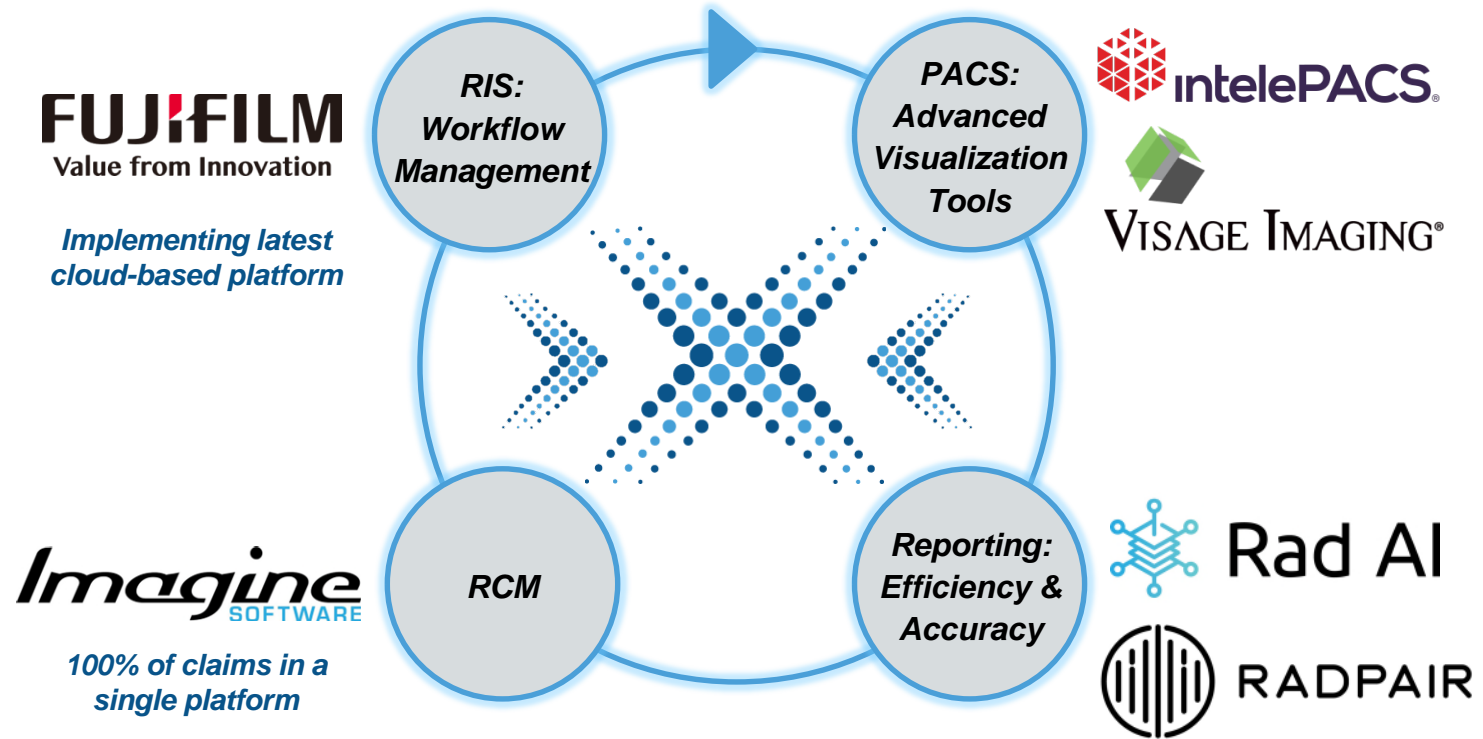 FUJIFILM
Value from Innovation
Implementing latest
cloud-based platform
RIS:
Workflow
Management
PACS:
Advanced
Visualization
Tools
intelePACS®
VISAGE IMAGING®
Imagine
SOFTWARE
100% of claims in a
single platform
RCM
Reporting:
Efficiency &
Accuracy
Rad AI
RADPAIR